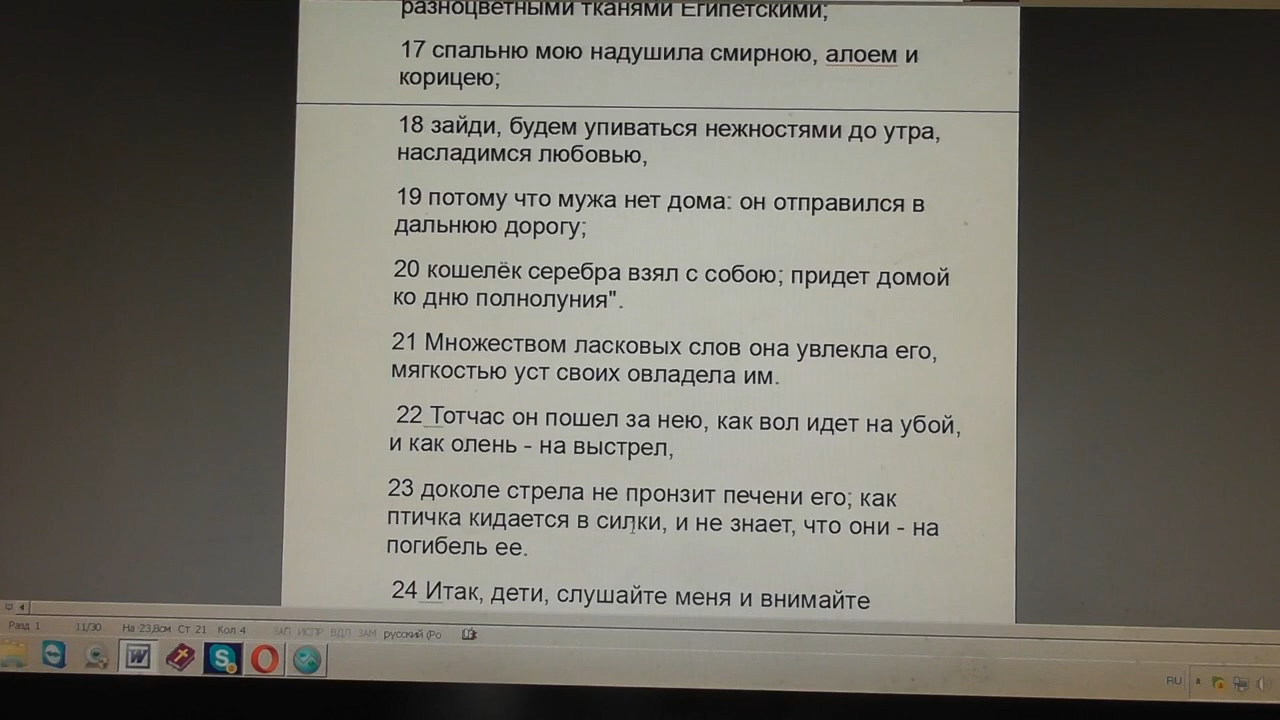 разноцветными тканями Египетскими;
17 спальню мою надушила смирною, алоем и
корицею;
18 зайди, будем упиваться нежностями до утра,
насладимся любовью,
19 потому что мужа нет дома: он отправился в
дальнюю дорогу;
20 кошелёк серебра взял с собою; придет домой
ко дню полнолуния".
21 Множеством ласковых слов она увлекла его,
мягкостью уст своих овладела им.
22 Тотчас он пошел за нею, как вол идет на убой,
и как олень - на выстрел,
23 доколе стрела не пронзит печени его; как
птичка кидается в силки, и не знает, что они - на
погибель ее.
24 Итак, дети, слушайте меня и внимайте
Разд 1 11/30 На 23,8см Ст 21 Кол 4 ЗАП ИСПР ВДЛ ЗАМ русский (Ро
RU